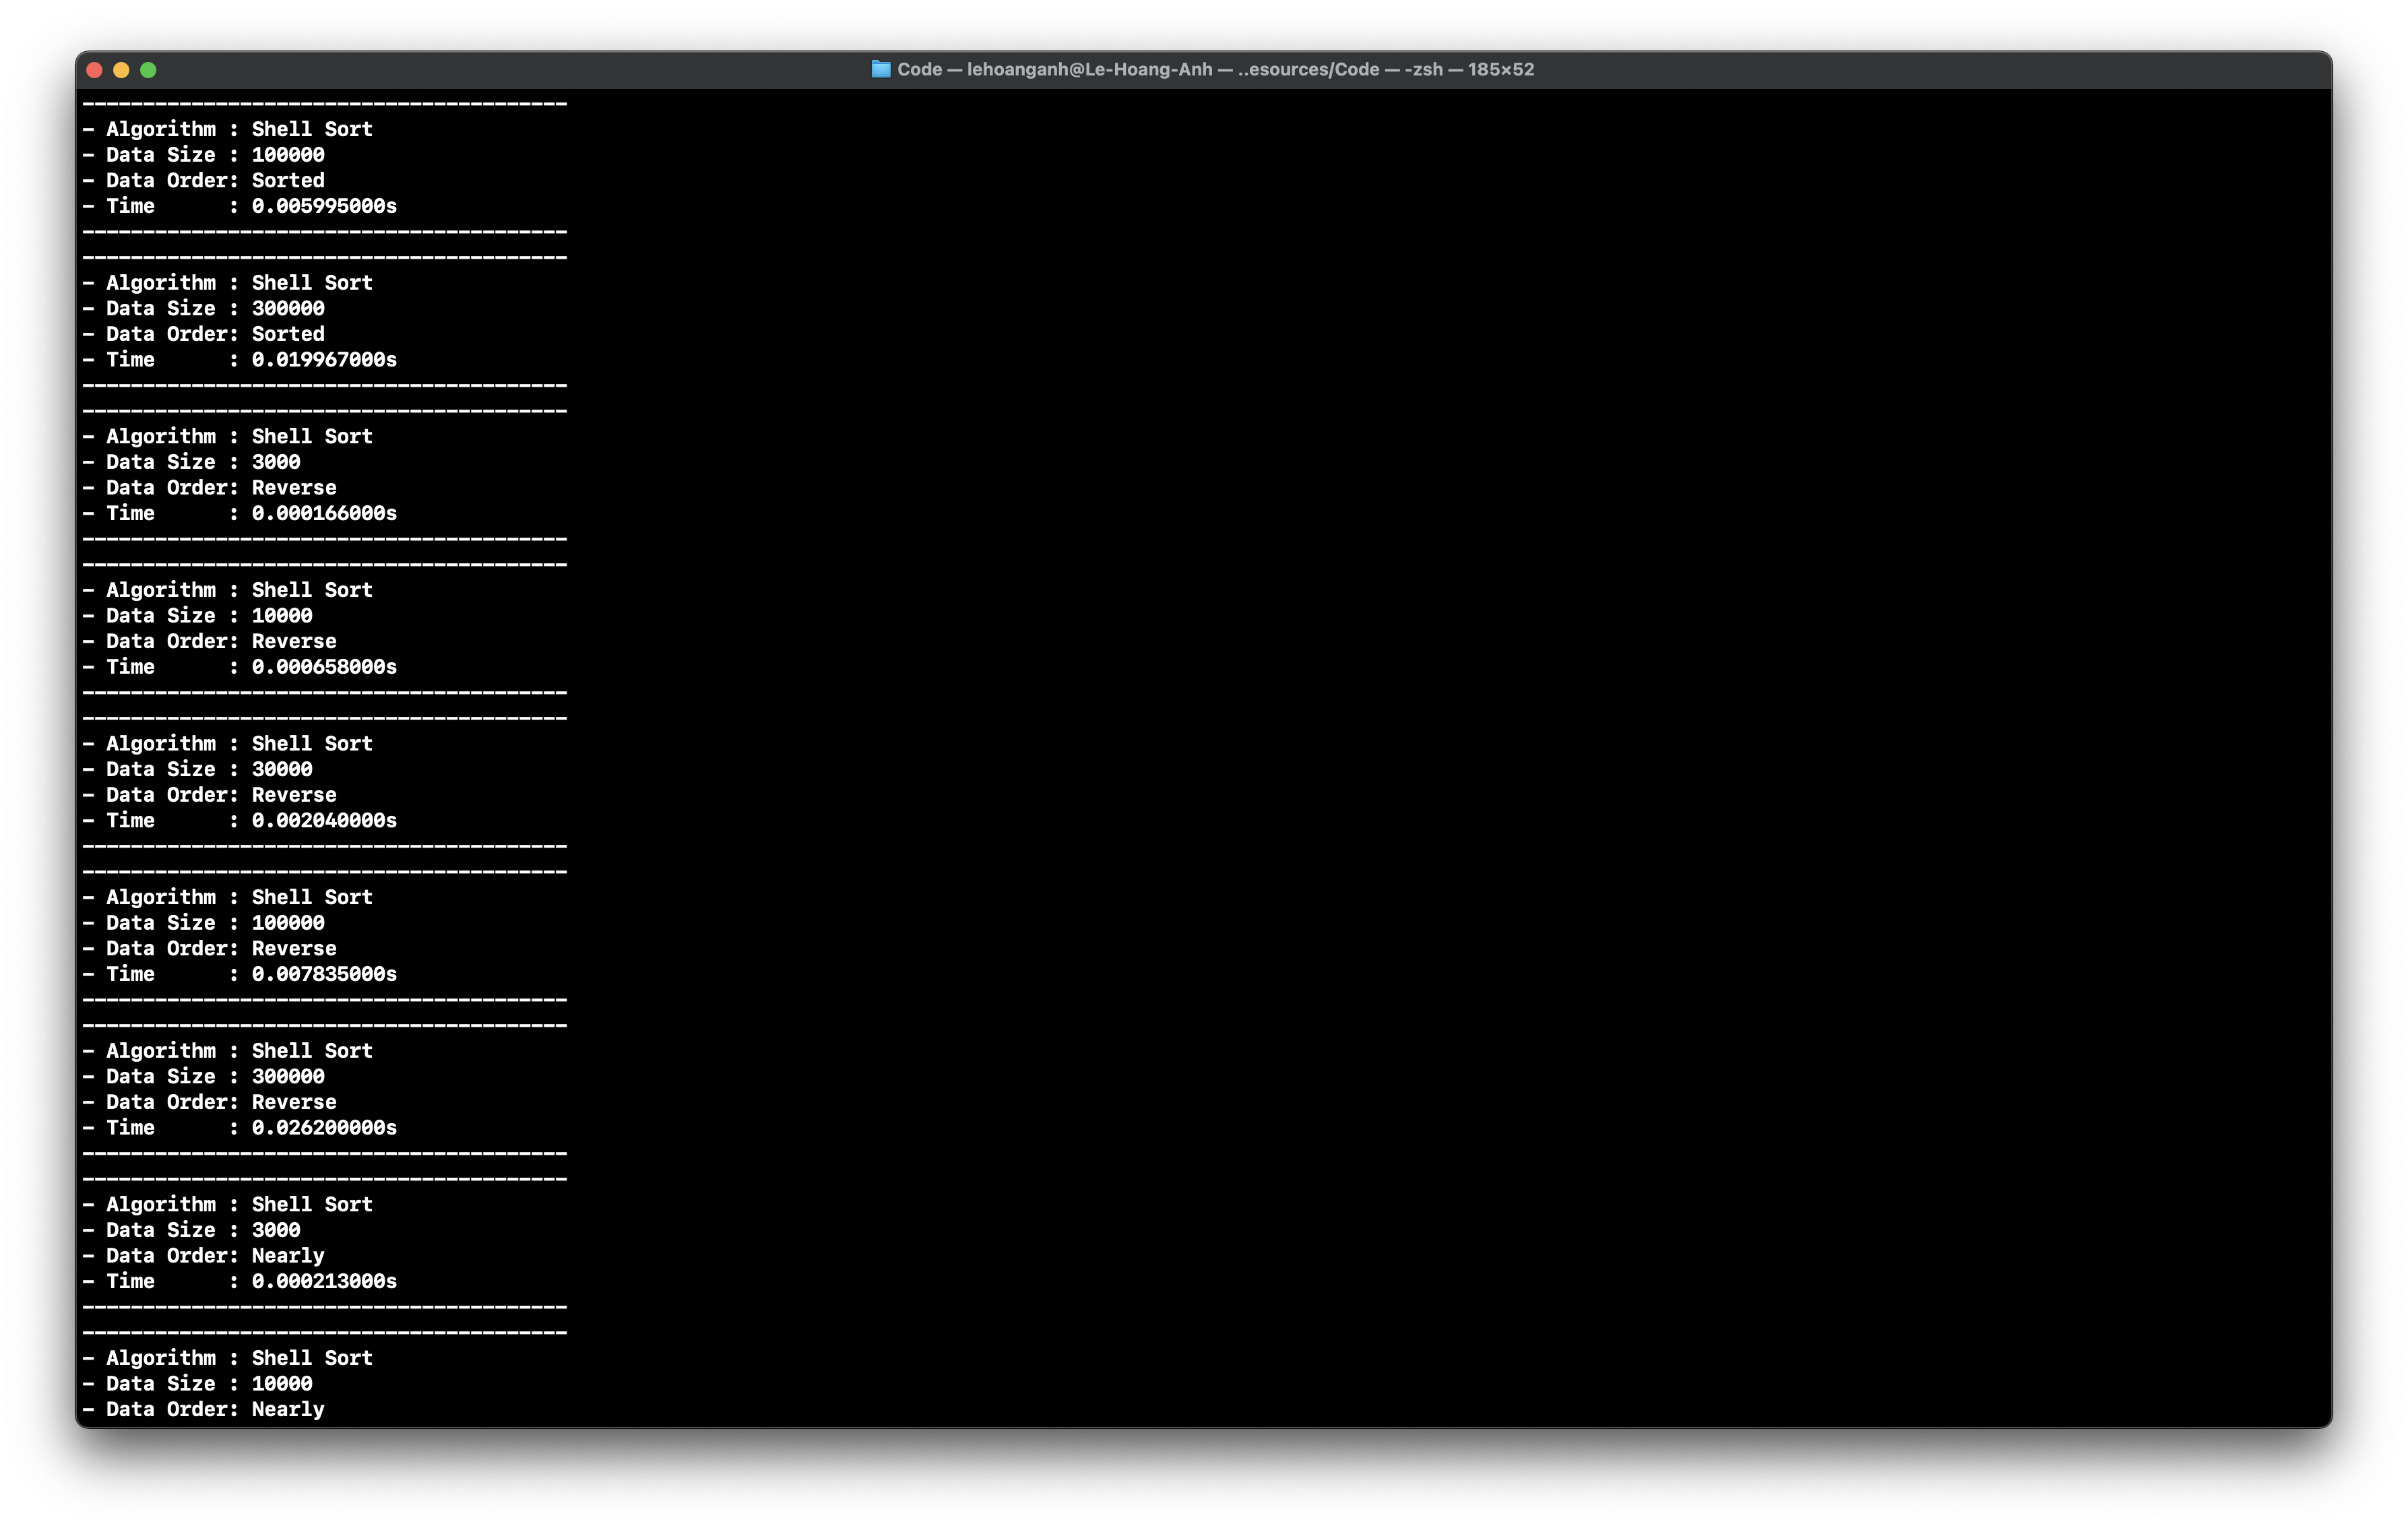 Code — lehoanganh@Le-Hoang-Anh — ..esources/Code — -zsh — 185×52
----------------------------------------
- Algorithm : Shell Sort
- Data Size : 100000
- Data Order: Sorted
- Time      : 0.005995000s
----------------------------------------
----------------------------------------
- Algorithm : Shell Sort
- Data Size : 300000
- Data Order: Sorted
- Time      : 0.019967000s
----------------------------------------
----------------------------------------
- Algorithm : Shell Sort
- Data Size : 3000
- Data Order: Reverse
- Time      : 0.000166000s
----------------------------------------
----------------------------------------
- Algorithm : Shell Sort
- Data Size : 10000
- Data Order: Reverse
- Time      : 0.000658000s
----------------------------------------
----------------------------------------
- Algorithm : Shell Sort
- Data Size : 30000
- Data Order: Reverse
- Time      : 0.002040000s
----------------------------------------
----------------------------------------
- Algorithm : Shell Sort
- Data Size : 100000
- Data Order: Reverse
- Time      : 0.007835000s
----------------------------------------
----------------------------------------
- Algorithm : Shell Sort
- Data Size : 300000
- Data Order: Reverse
- Time      : 0.026200000s
----------------------------------------
----------------------------------------
- Algorithm : Shell Sort
- Data Size : 3000
- Data Order: Nearly
- Time      : 0.000213000s
----------------------------------------
----------------------------------------
- Algorithm : Shell Sort
- Data Size : 10000
- Data Order: Nearly